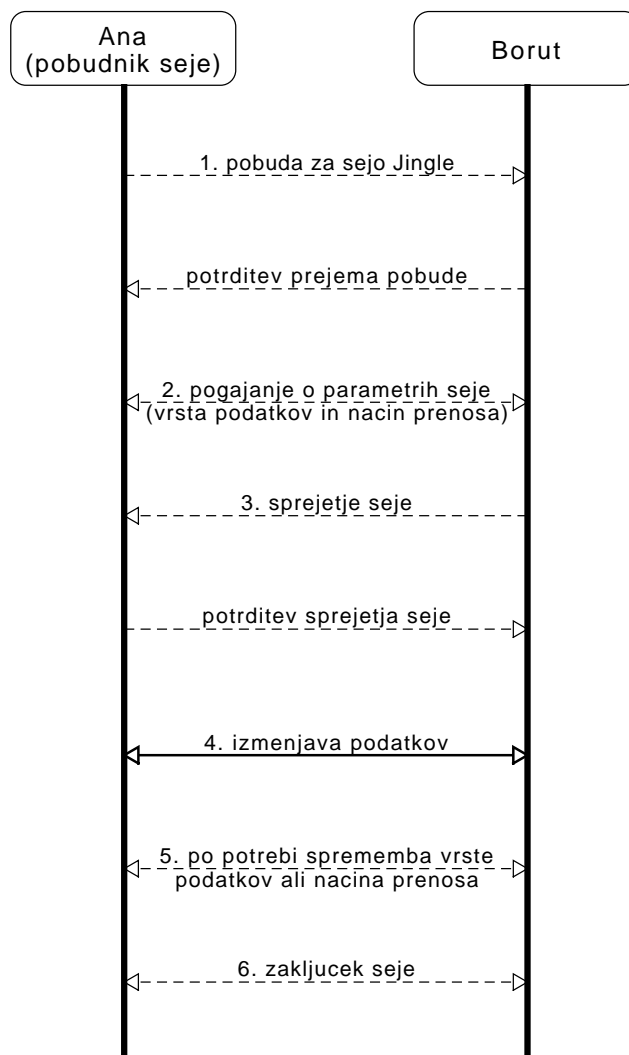 Ana
(pobudnik seje)
Borut
1. pobuda za sejo Jingle
potrditev prejema pobude
2. pogajanje o parametrih seje
(vrsta podatkov in nacin prenosa)
3. sprejetje seje
potrditev sprejetja seje
4. izmenjava podatkov
5. po potrebi sprememba vrste
podatkov ali nacina prenosa
6. zakljucek seje